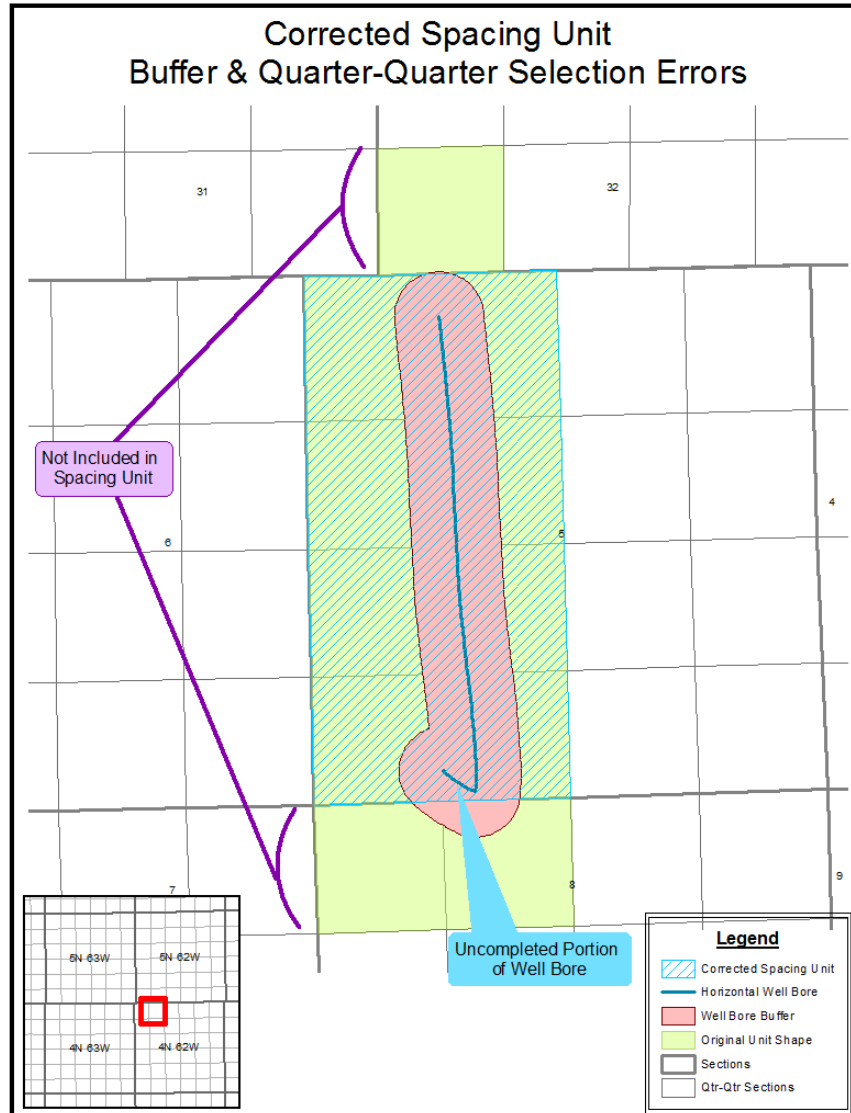 Corrected Spacing Unit
Buffer & Quarter-Quarter Selection Errors
31
32
Not Included in
Spacing Unit
6
5
4
7
8
9
Uncompleted Portion
of Well Bore
5N 63W
5N 62W
4N 63W
4N 62W
Legend
Corrected Spacing Unit
Horizontal Well Bore
Well Bore Buffer
Original Unit Shape
Sections
Qtr-Qtr Sections